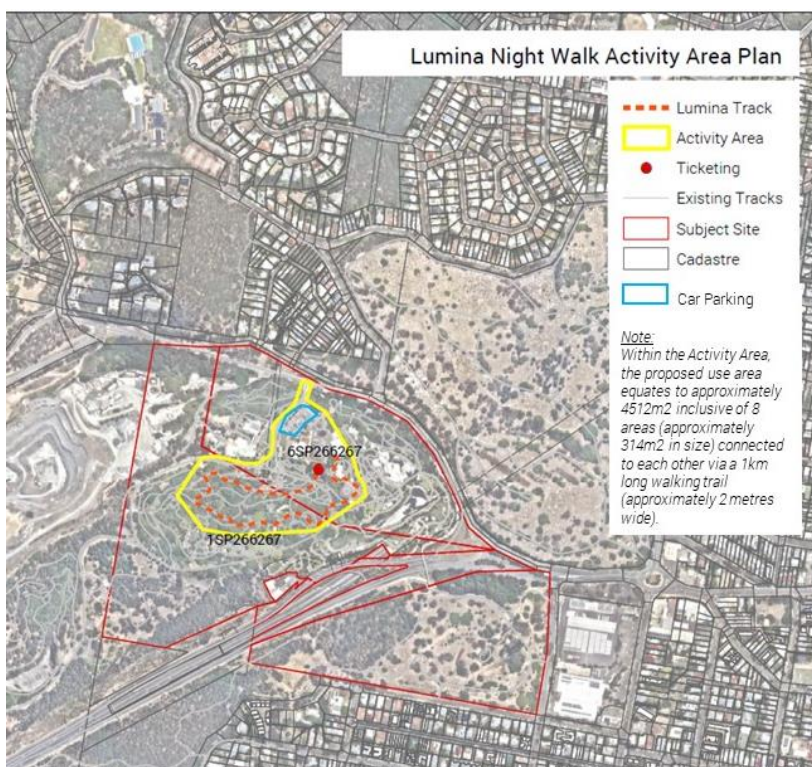 Lumina Night Walk Activity Area Plan
Lumina Track
Activity Area
Ticketing
Existing Tracks
Subject Site
Cadastre
Car Parking
Note:
Within the Activity Area,
the proposed use area
equates to approximately
4512m2 inclusive of 8
areas (approximately
314m2 in size) connected
to each other via a 1km
long walking trail
(approximately 2 metres
wide).
6SP266267
1SP266267